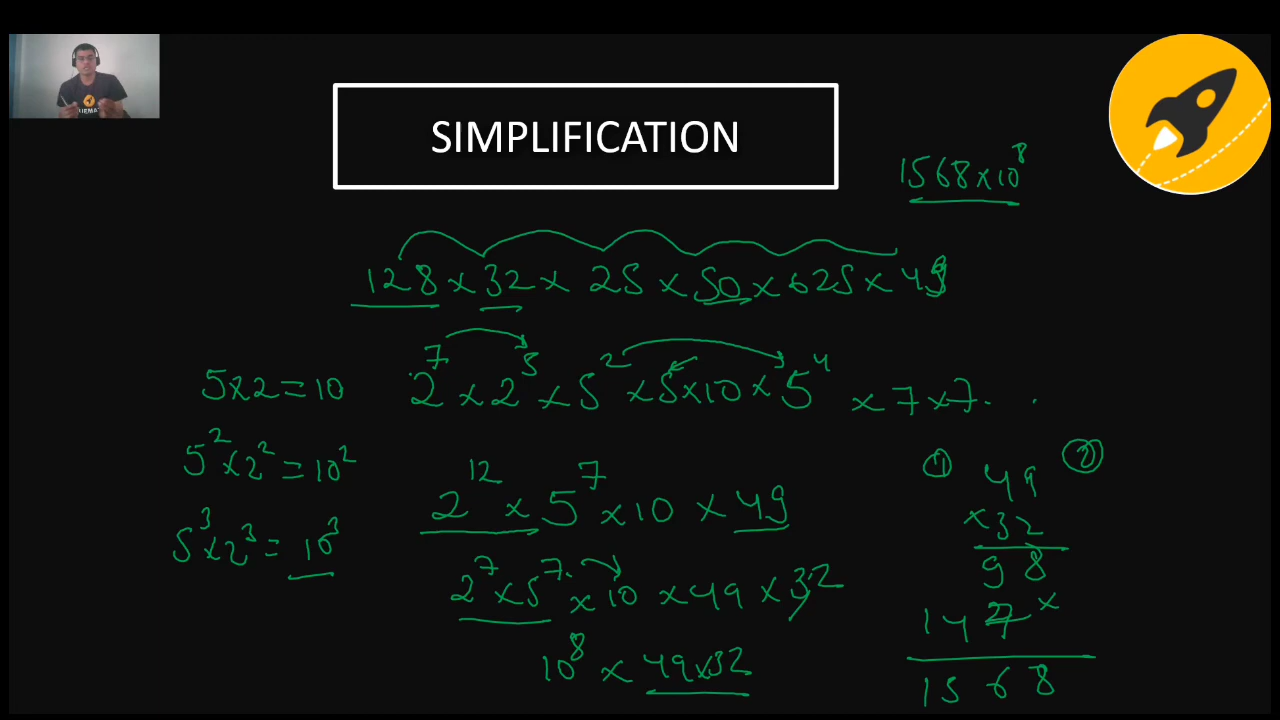 SIMPLIFICATION
1568×10⁸
128 × 32 × 25 × 50 × 625 × 49
2⁷ × 2⁵ × 5² × 5 × 10 × 5⁴ × 7 × 7.
5×2=10
5²×2²=10²
5³×2³=10³
2¹² × 5⁷ × 10 × 49
2⁷ × 5⁷ × 10 × 49 × 32
10⁸ × 49×32
① ②
49
×32
98
147×
1568